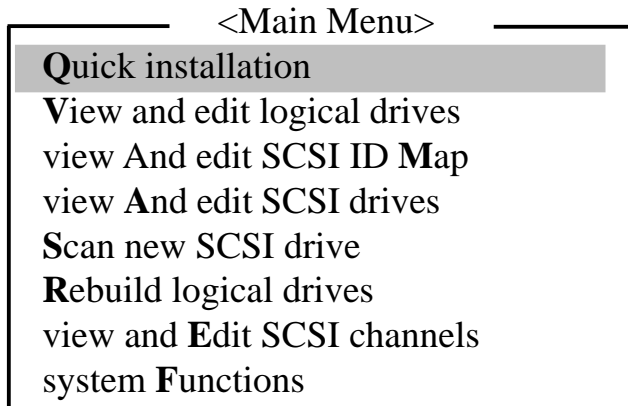 <Main Menu>
Quick installation
View and edit logical drives
view And edit SCSI ID Map
view And edit SCSI drives
Scan new SCSI drive
Rebuild logical drives
view and Edit SCSI channels
system Functions